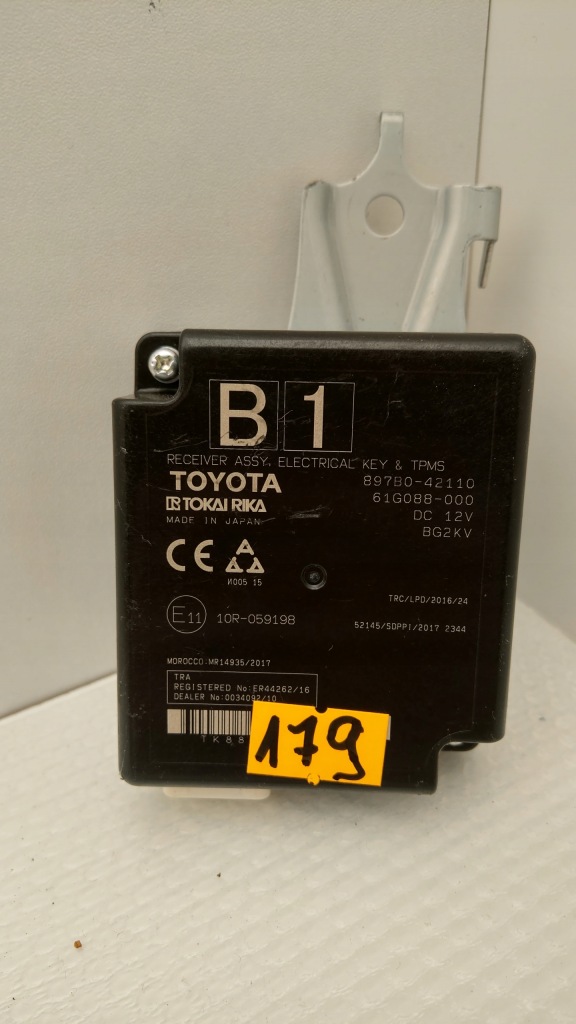 B 1
RECEIVER ASSY, ELECTRICAL KEY & TPMS
TOYOTA 897B0-42110
TOKAI RIKA 61G088-000
MADE IN JAPAN DC 12V
BG2KV
CE
N005 15
TRC/LPD/2016/24
E11 10R-059198
52145/SDPPI/2017 2344
MOROCCO:MR14935/2017
TRA
REGISTERED No:ER44262/16
DEALER No:0034092/10
179